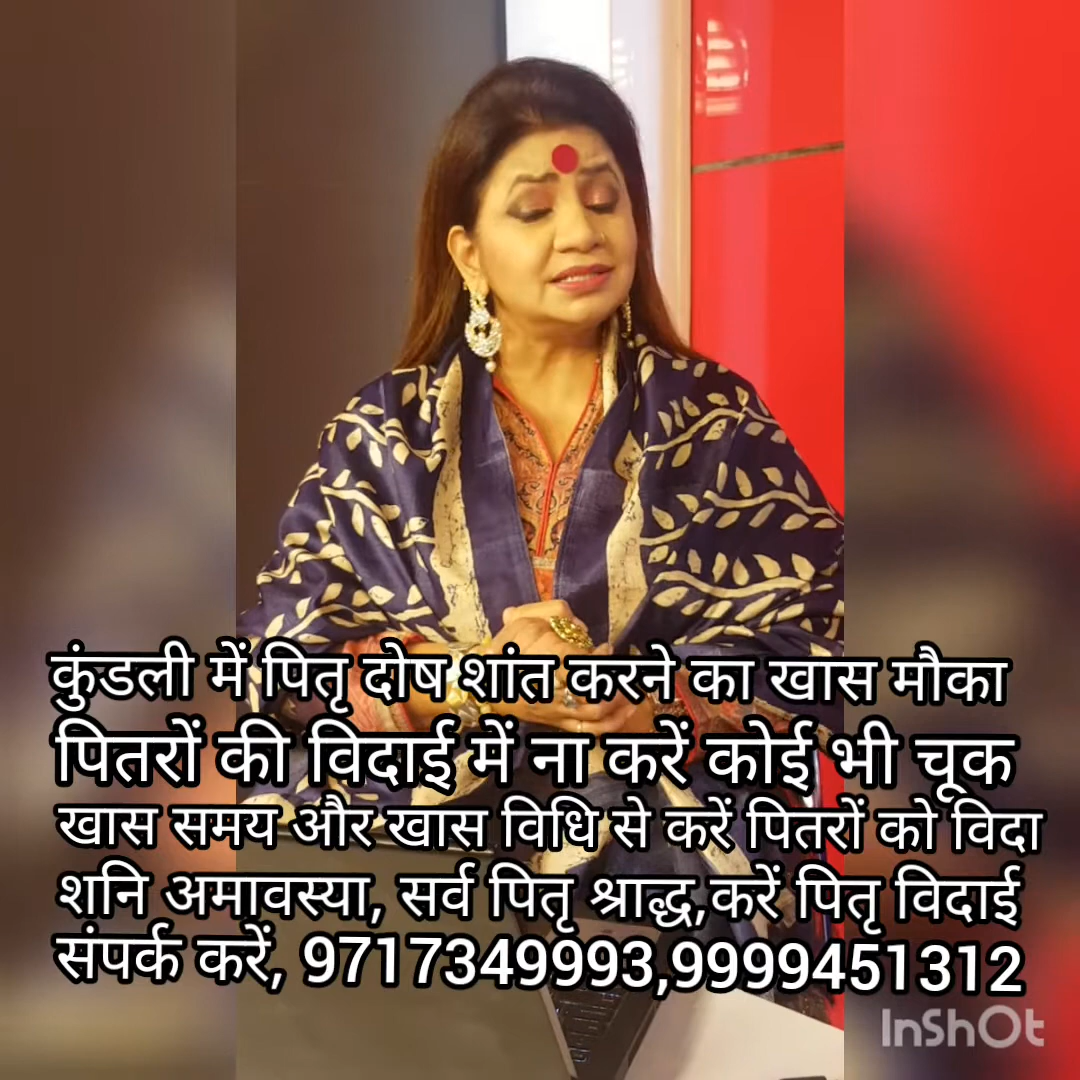 कुंडली में पितृ दोष शांत करने का खास मौका
पितरों की विदाई में ना करें कोई भी चूक
खास समय और खास विधि से करें पितरों को विदा
शनि अमावस्या, सर्व पितृ श्राद्ध,करें पितृ विदाई
संपर्क करें, 9717349993,9999451312
InShOt